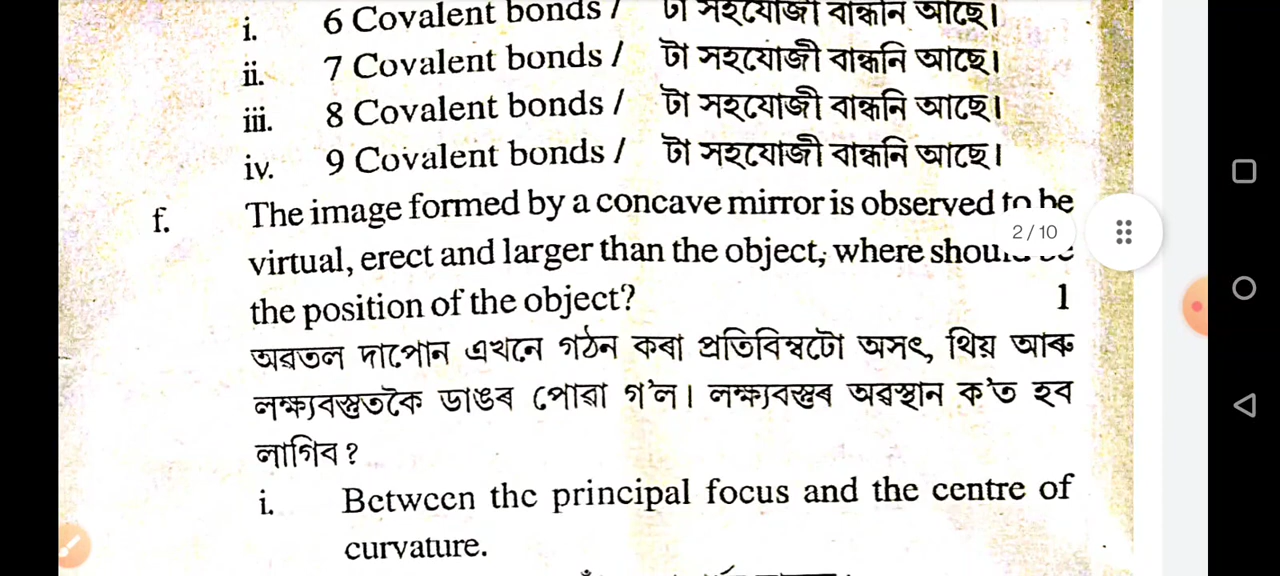 i. 6 Covalent bonds / টা সহযোজী বান্ধনি আছে।
ii. 7 Covalent bonds / টা সহযোজী বান্ধনি আছে।
iii. 8 Covalent bonds / টা সহযোজী বান্ধনি আছে।
iv. 9 Covalent bonds / টা সহযোজী বান্ধনি আছে।
f. The image formed by a concave mirror is observed to be
2/10
virtual, erect and larger than the object, where
the position of the object? 1
অৱতল দাপোন এখনে গঠন কৰা প্ৰতিবিম্বটো অসৎ, থিয় আৰু
লক্ষ্যবস্তুতকৈ ডাঙৰ পোৱা গ'ল। লক্ষ্যবস্তুৰ অৱস্থান ক'ত হব
লাগিব ?
i. Between the principal focus and the centre of
curvature.